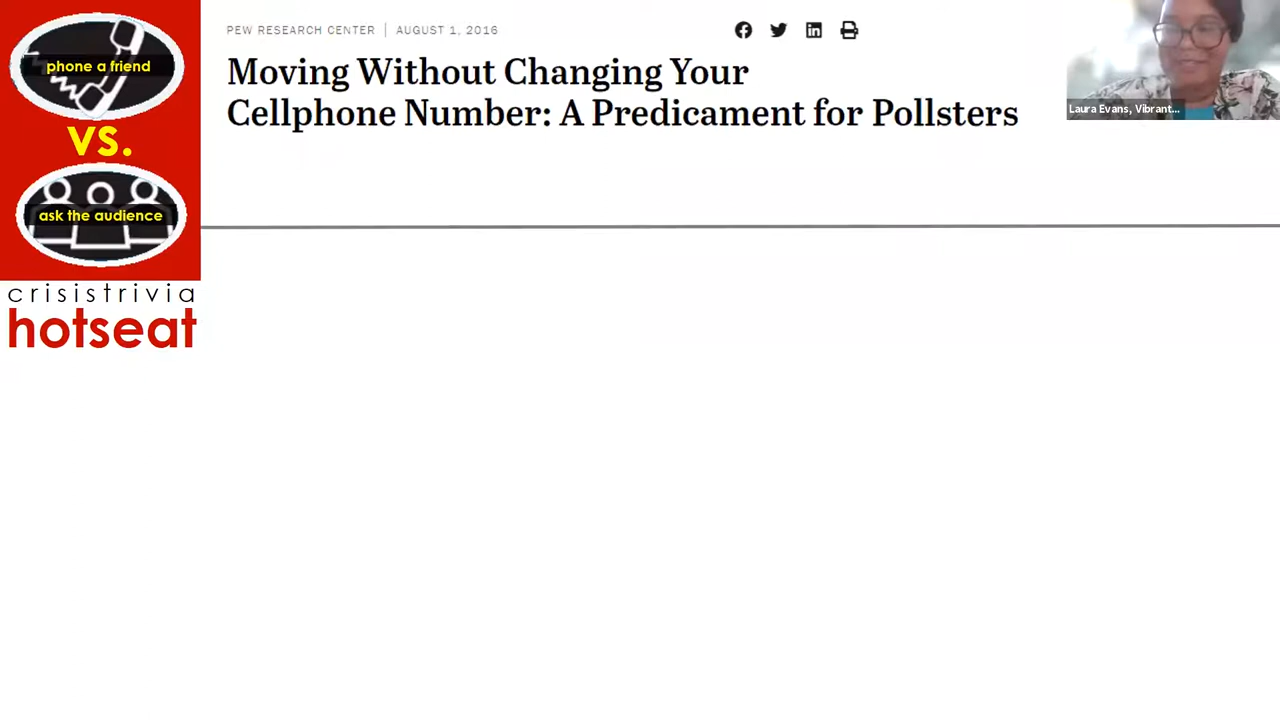 phone a friend
vs.
ask the audience
crisistrivia
hotseat
PEW RESEARCH CENTER | AUGUST 1, 2016
Moving Without Changing Your
Cellphone Number: A Predicament for Pollsters
Laura Evans, Vibrant...